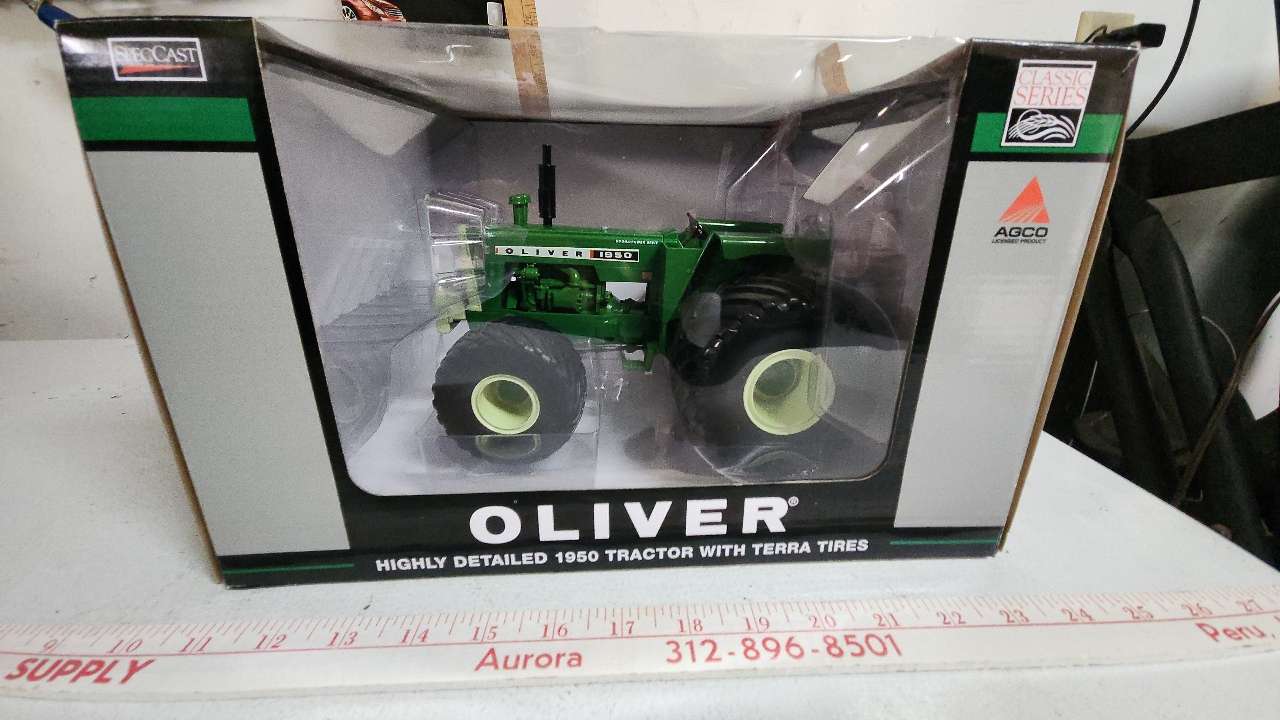 SPECCAST
CLASSIC
SERIES
AGCO
LICENSED PRODUCT
OLIVER 1950
OLIVER®
HIGHLY DETAILED 1950 TRACTOR WITH TERRA TIRES
9 10 11 12 13 14 15 16 17 18 19 20 21 22 23 24 25 26 27
SUPPLY Aurora 312-896-8501 Peru,